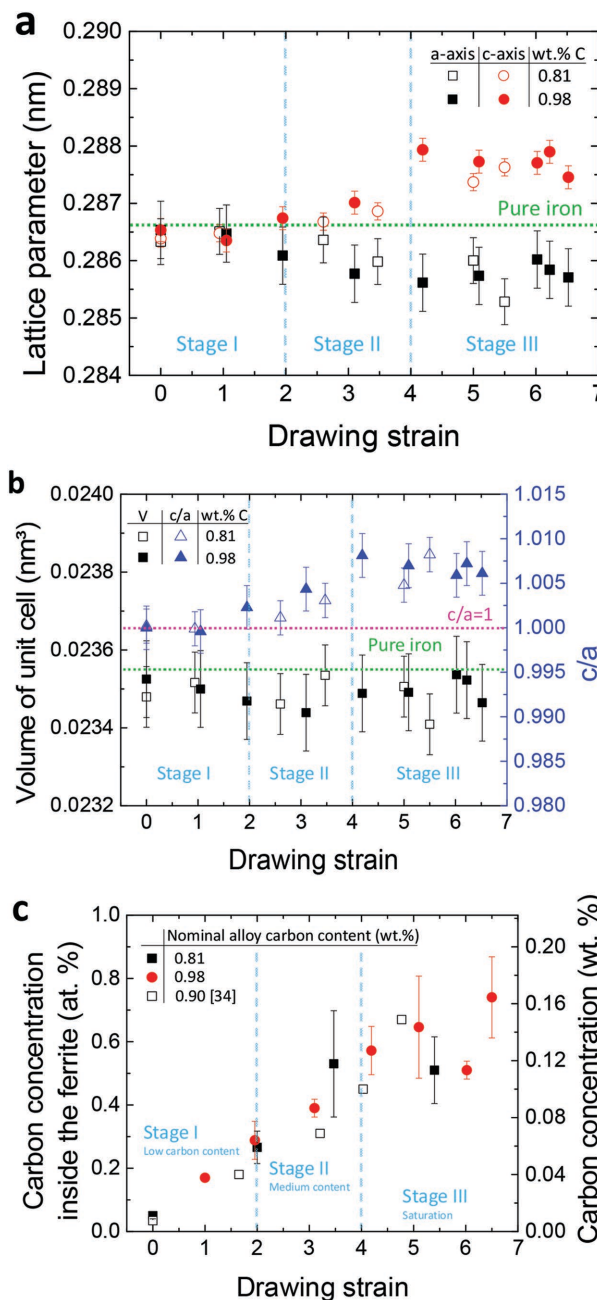 a
0.290
0.289
0.288
0.287
0.286
0.285
0.284
Lattice parameter (nm)
a-axis c-axis wt.% C
0.81
0.98
Pure iron
Stage I Stage II Stage III
0 1 2 3 4 5 6 7
Drawing strain
b
0.0240
0.0238
0.0236
0.0234
0.0232
Volume of unit cell (nm³)
V c/a wt.% C
0.81
0.98
c/a=1
Pure iron
Stage I Stage II Stage III
1.015
1.010
1.005
1.000
0.995
0.990
0.985
0.980
c/a
0 1 2 3 4 5 6 7
Drawing strain
c
1.0
0.8
0.6
0.4
0.2
0.0
Carbon concentration
inside the ferrite (at. %)
Nominal alloy carbon content (wt.%)
0.81
0.98
0.90 [34]
Stage I
Low carbon content
Stage II
Medium content
Stage III
Saturation
0.20
0.16
0.12
0.08
0.04
0.00
Carbon concentration (wt. %)
0 1 2 3 4 5 6 7
Drawing strain